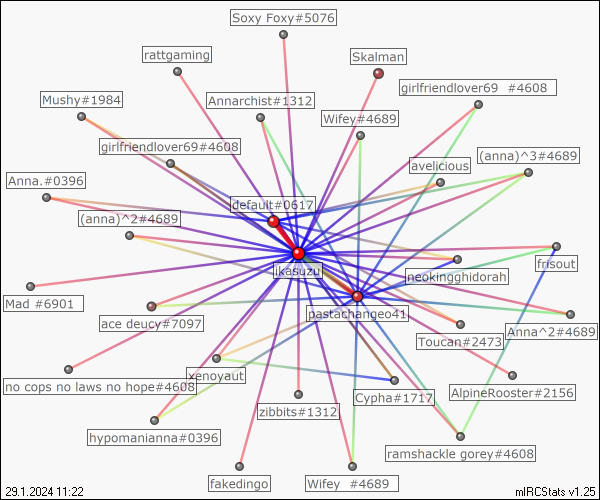 Soxy Foxy#5076
rattgaming
Skalman
girlfriendlover69 #4608
Mushy#1984
Annarchist#1312
Wifey#4689
girlfriendlover69#4608
(anna)^3#4689
avelicious
Anna.#0396
default#0617
(anna)^2#4689
frisout
likasuzu
neokingghidorah
Mad #6901
pastachangeo41
ace deucy#7097
Anna^2#4689
Toucan#2473
xenoyaut
no cops no laws no hope#4608
AlpineRooster#2156
Cypha#1717
zibbits#1312
hypomanianna#0396
ramshackle gorey#4608
fakedingo
Wifey #4689
29.1.2024 11:22
mIRCStats v1.25